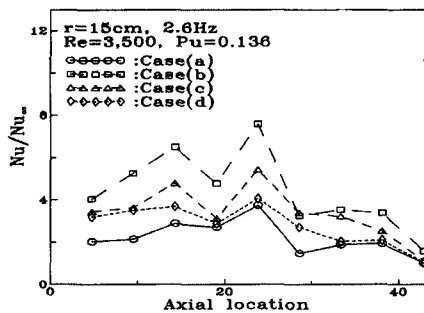 12
8
4
0
Nu/Nu∞
r=15cm, 2.6Hz
Re=3,500, Pu=0.136
:Case(a)
:Case(b)
:Case(c)
:Case(d)
0 20 40
Axial location